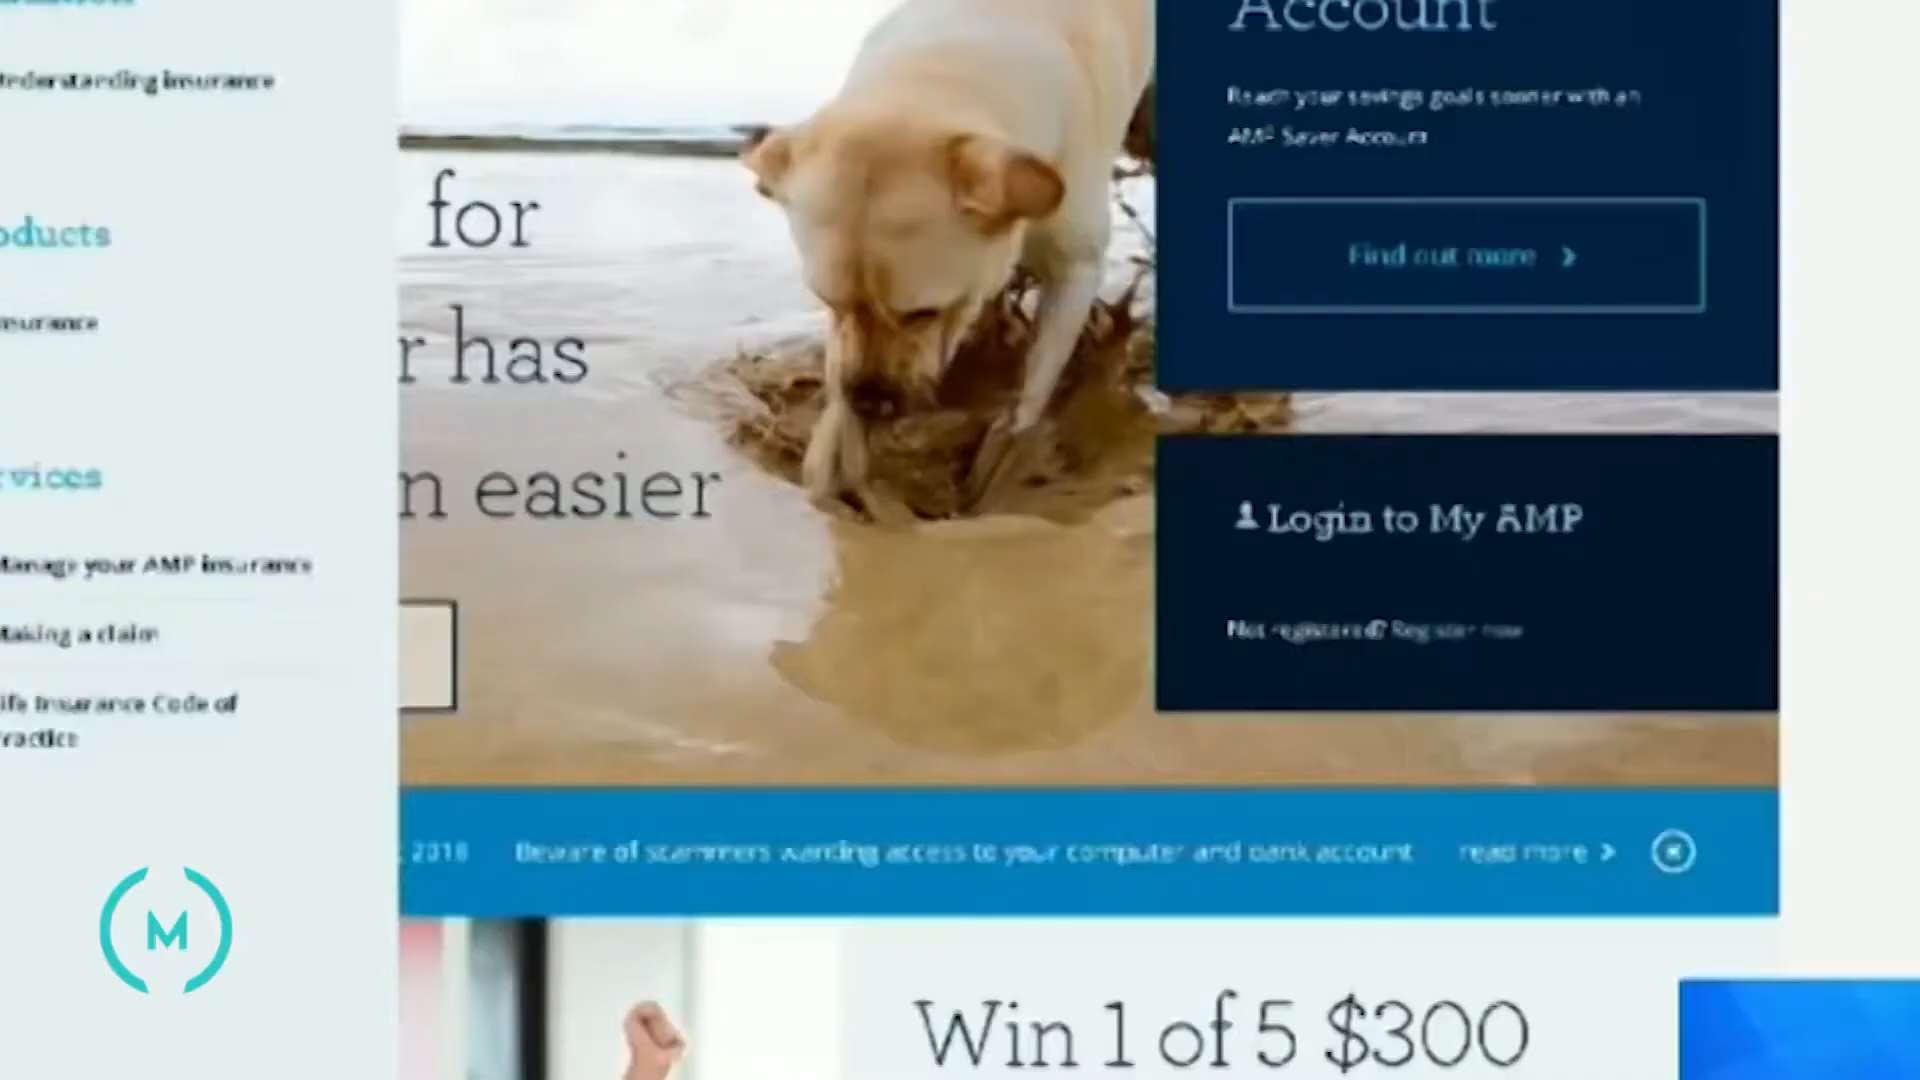 Understanding insurance
oducts
nsurance
rvices
Manage your AMP insurance
Making a claim
ife Insurance Code of
ractice
for
r has
n easier
Account
Reach your savings goals sooner with an
AMP Saver Account
Find out more
Login to My AMP
Not registered? Register now
2018 Beware of scammers wanting access to your computer and bank account read more
M
Win 1 of 5 $300